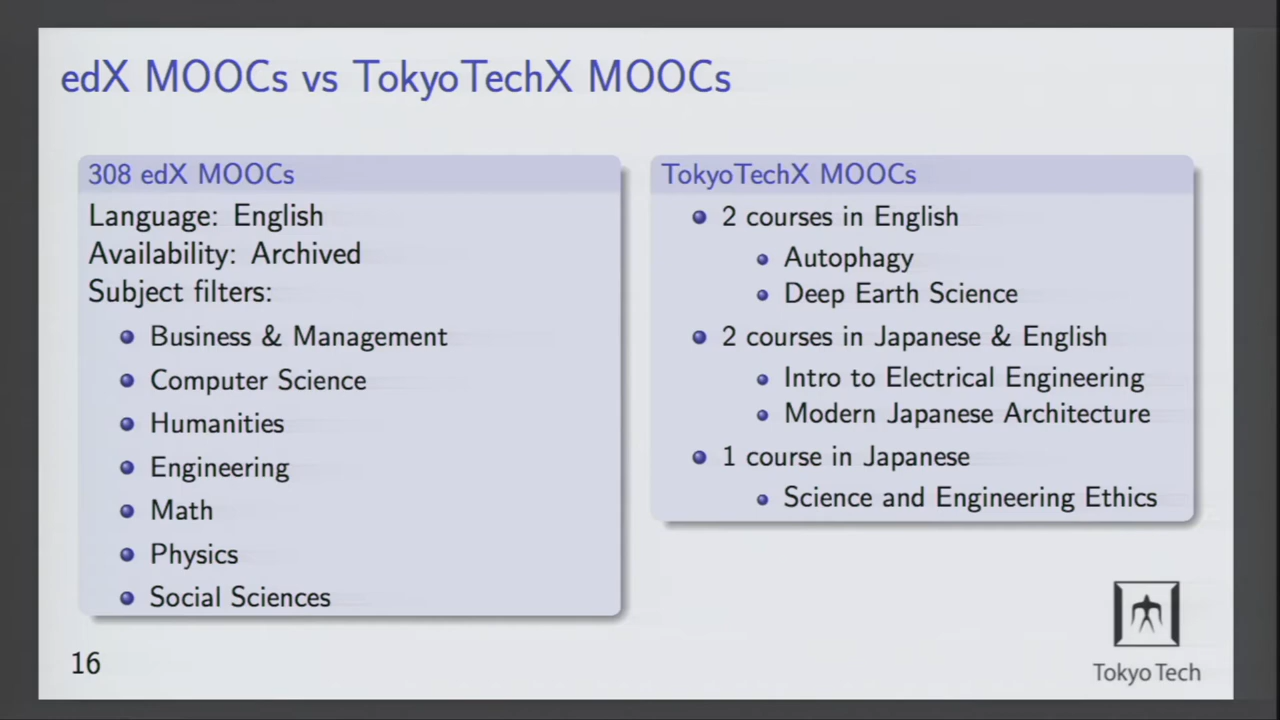 edX MOOCs vs TokyoTechX MOOCs
308 edX MOOCs
Language: English
Availability: Archived
Subject filters:
Business & Management
Computer Science
Humanities
Engineering
Math
Physics
Social Sciences
TokyoTechX MOOCs
2 courses in English
Autophagy
Deep Earth Science
2 courses in Japanese & English
Intro to Electrical Engineering
Modern Japanese Architecture
1 course in Japanese
Science and Engineering Ethics
16
Tokyo Tech